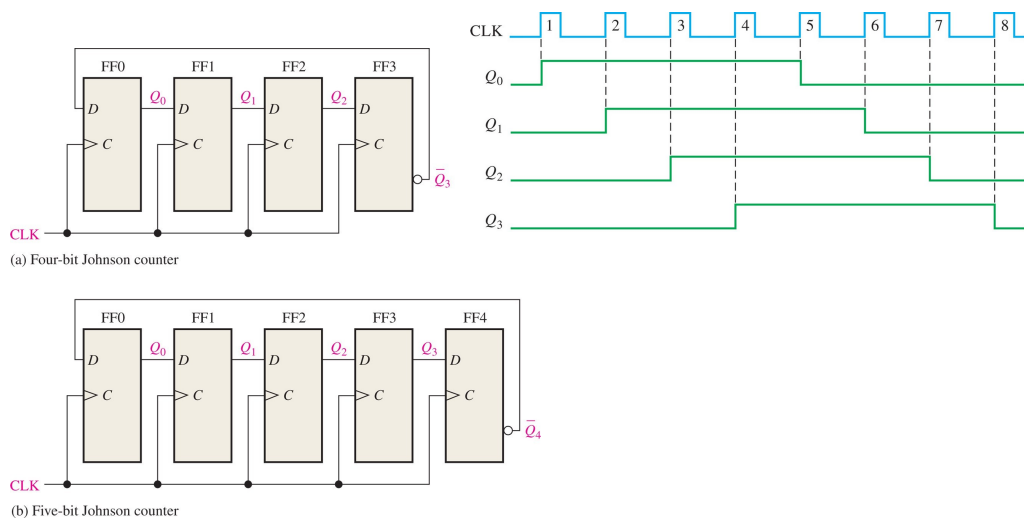 FF0 FF1 FF2 FF3
D Q0 D Q1 D Q2 D
C C C C
Q̅3
CLK
(a) Four-bit Johnson counter
CLK 1 2 3 4 5 6 7 8
Q0
Q1
Q2
Q3
FF0 FF1 FF2 FF3 FF4
D Q0 D Q1 D Q2 D Q3 D
C C C C C
Q̅4
CLK
(b) Five-bit Johnson counter